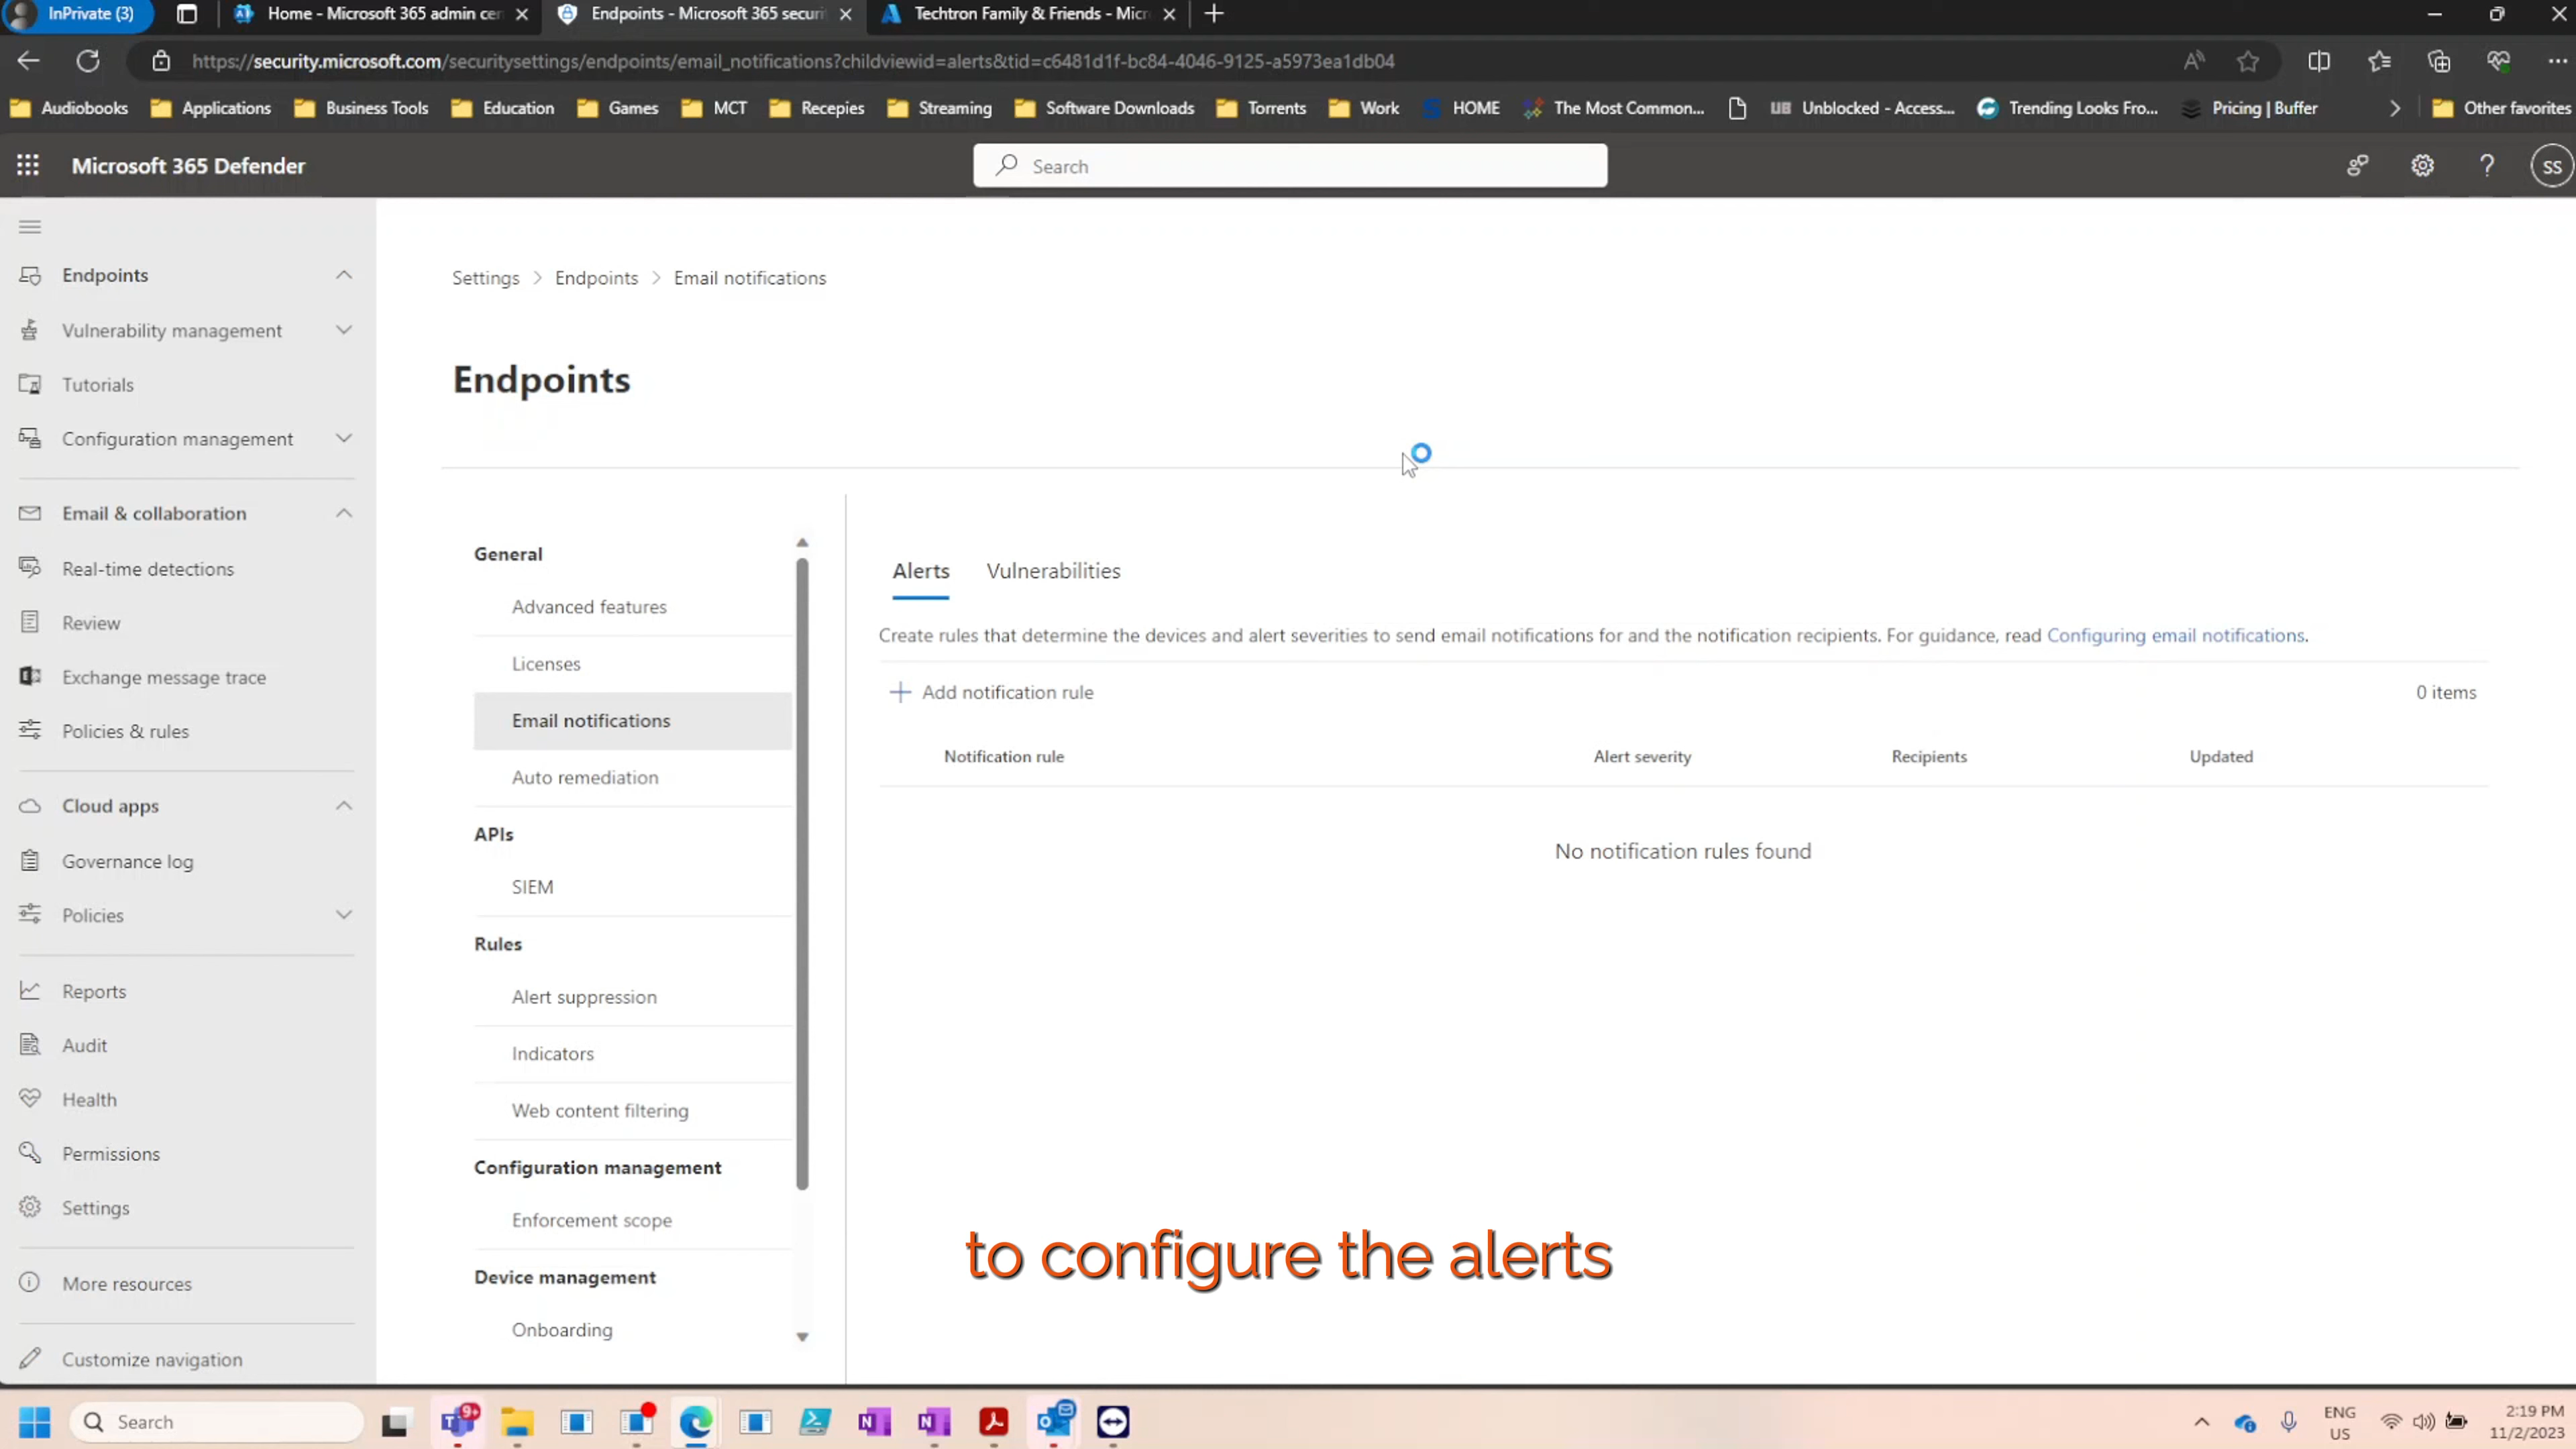 InPrivate (3)
Home - Microsoft 365 admin cen
Endpoints - Microsoft 365 securi
Techtron Family & Friends - Micr
https://security.microsoft.com/securitysettings/endpoints/email_notifications?childviewid=alerts&tid=c6481d1f-bc84-4046-9125-a5973ea1db04
Audiobooks
Applications
Business Tools
Education
Games
MCT
Recepies
Streaming
Software Downloads
Torrents
Work
HOME
The Most Common...
UB Unblocked - Access...
Trending Looks Fro...
Pricing | Buffer
Other favorites
Microsoft 365 Defender
Search
SS
Endpoints
Vulnerability management
Tutorials
Configuration management
Email & collaboration
Real-time detections
Review
Exchange message trace
Policies & rules
Cloud apps
Governance log
Policies
Reports
Audit
Health
Permissions
Settings
More resources
Customize navigation
Settings > Endpoints > Email notifications
Endpoints
General
Advanced features
Licenses
Email notifications
Auto remediation
APIs
SIEM
Rules
Alert suppression
Indicators
Web content filtering
Configuration management
Enforcement scope
Device management
Onboarding
Alerts
Vulnerabilities
Create rules that determine the devices and alert severities to send email notifications for and the notification recipients. For guidance, read Configuring email notifications.
Add notification rule
0 items
Notification rule
Alert severity
Recipients
Updated
No notification rules found
to configure the alerts
Search
9+
ENG
US
2:19 PM
11/2/2023